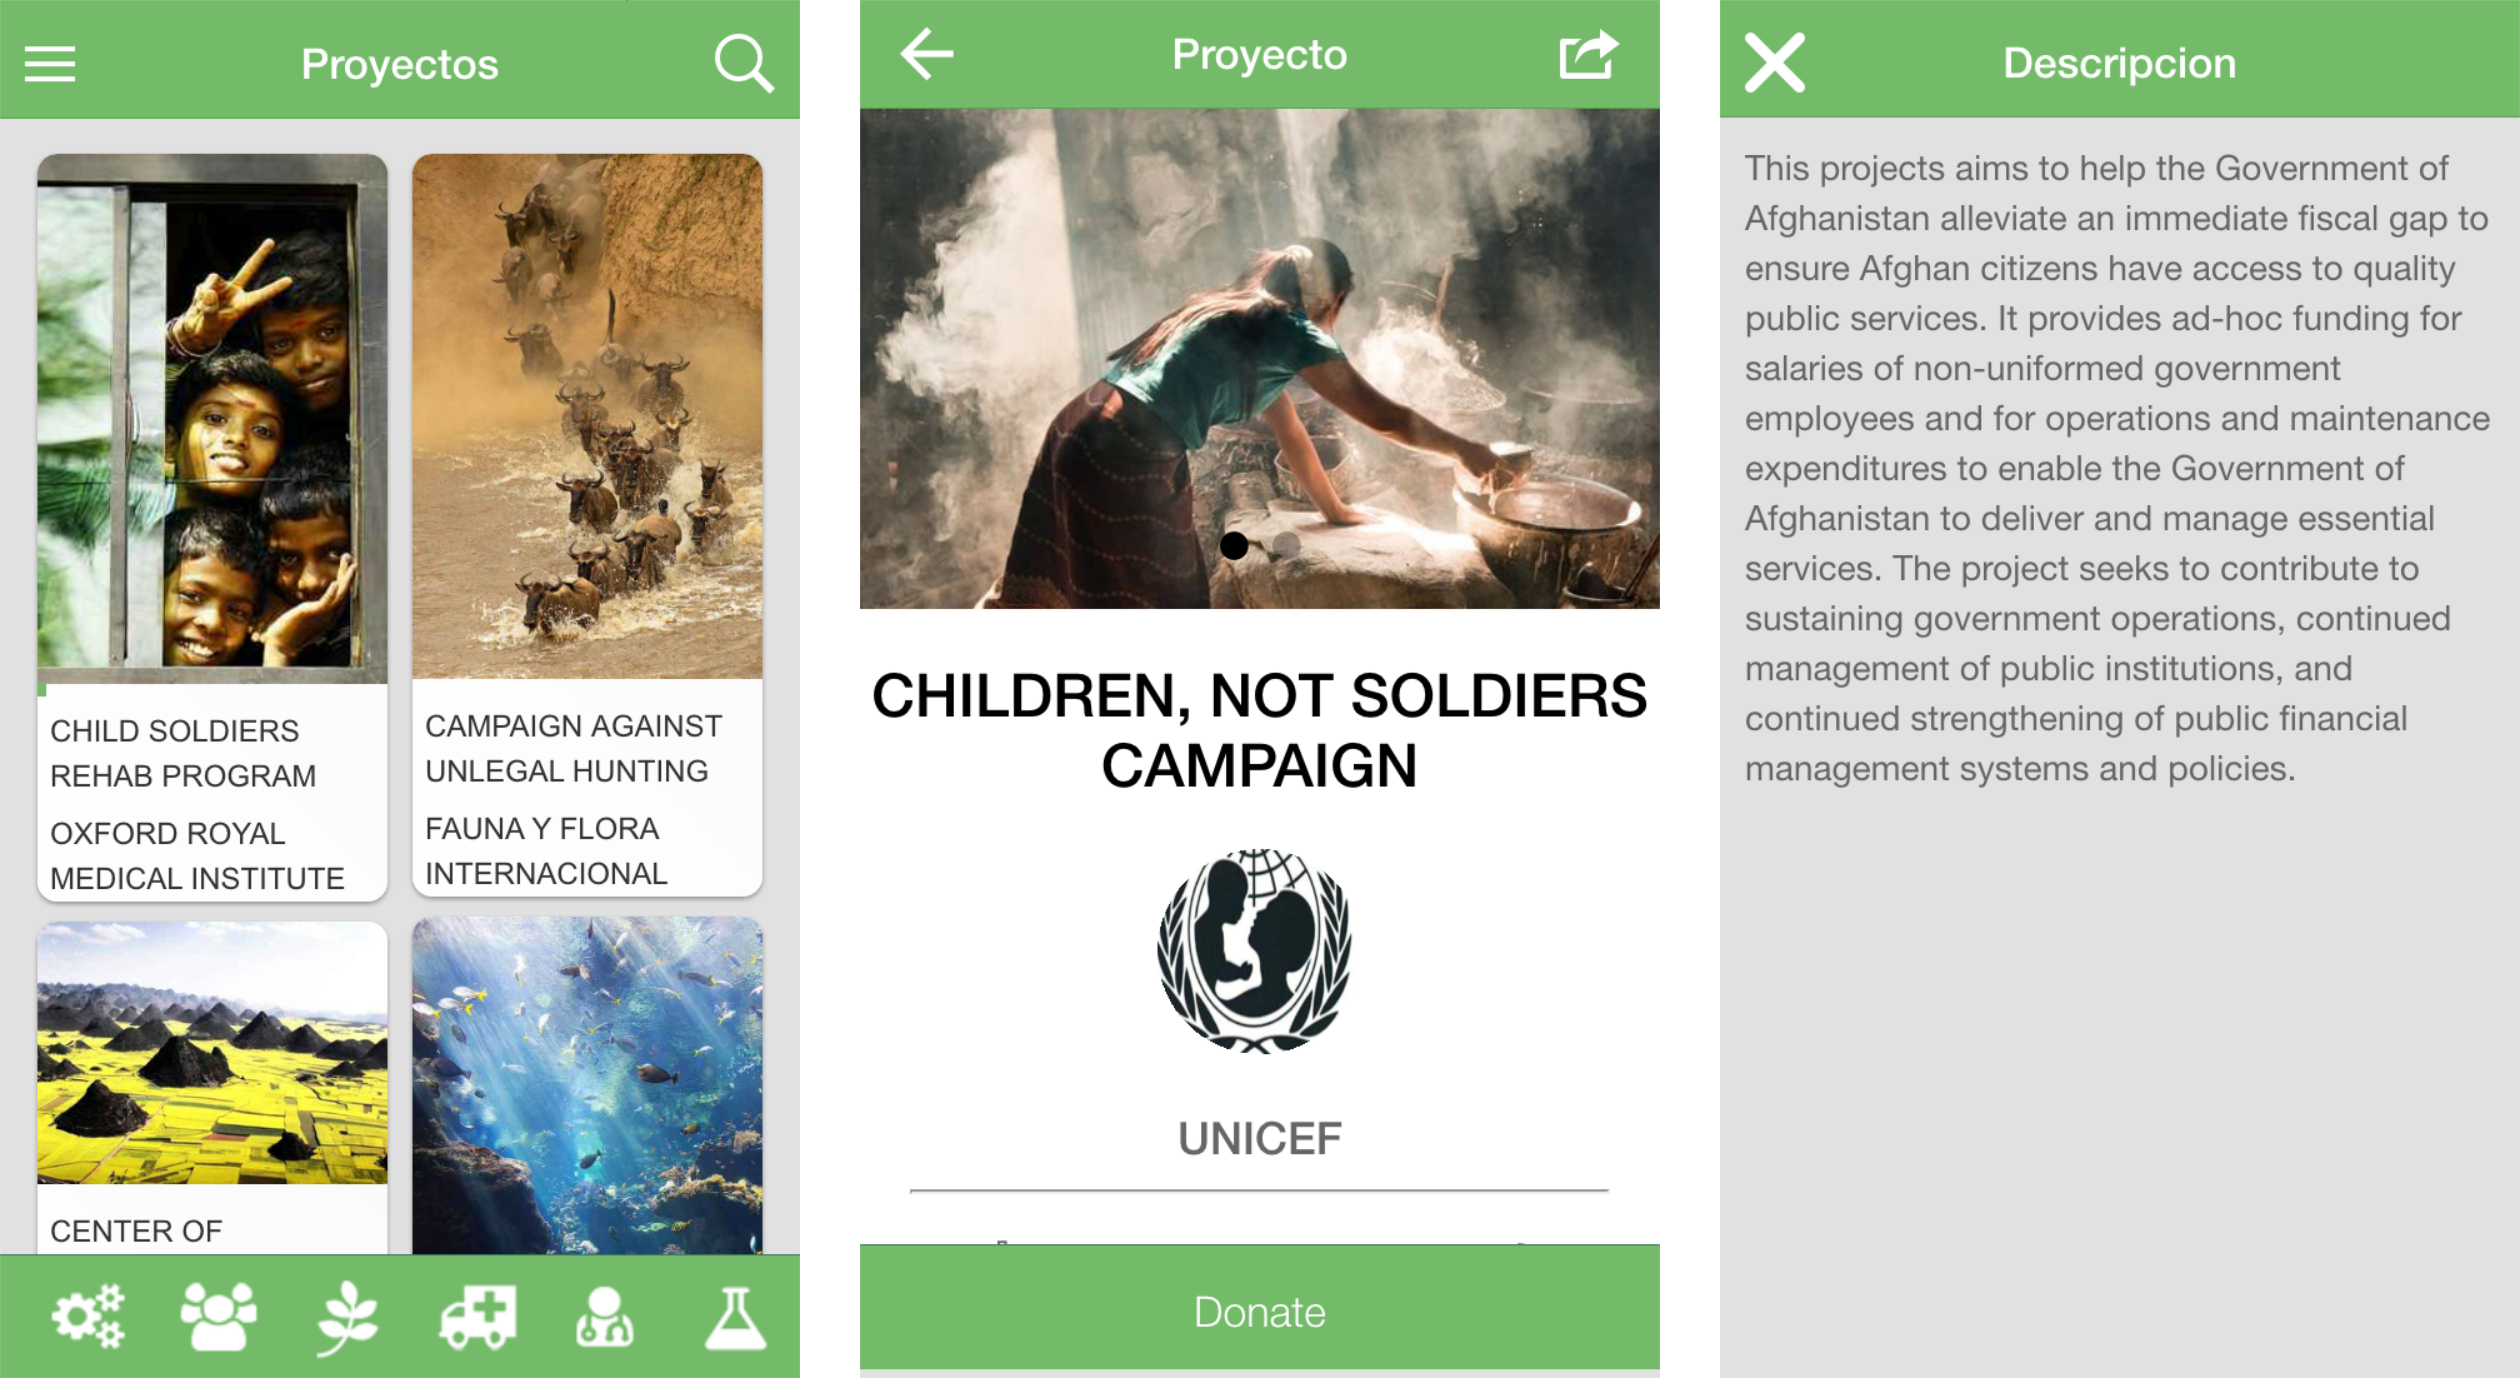 Proyectos
CHILD SOLDIERS
REHAB PROGRAM
OXFORD ROYAL
MEDICAL INSTITUTE
CAMPAIGN AGAINST
UNLEGAL HUNTING
FAUNA Y FLORA
INTERNACIONAL
CENTER OF
Proyecto
CHILDREN, NOT SOLDIERS
CAMPAIGN
UNICEF
Donate
Descripcion
This projects aims to help the Government of
Afghanistan alleviate an immediate fiscal gap to
ensure Afghan citizens have access to quality
public services. It provides ad-hoc funding for
salaries of non-uniformed government
employees and for operations and maintenance
expenditures to enable the Government of
Afghanistan to deliver and manage essential
services. The project seeks to contribute to
sustaining government operations, continued
management of public institutions, and
continued strengthening of public financial
management systems and policies.